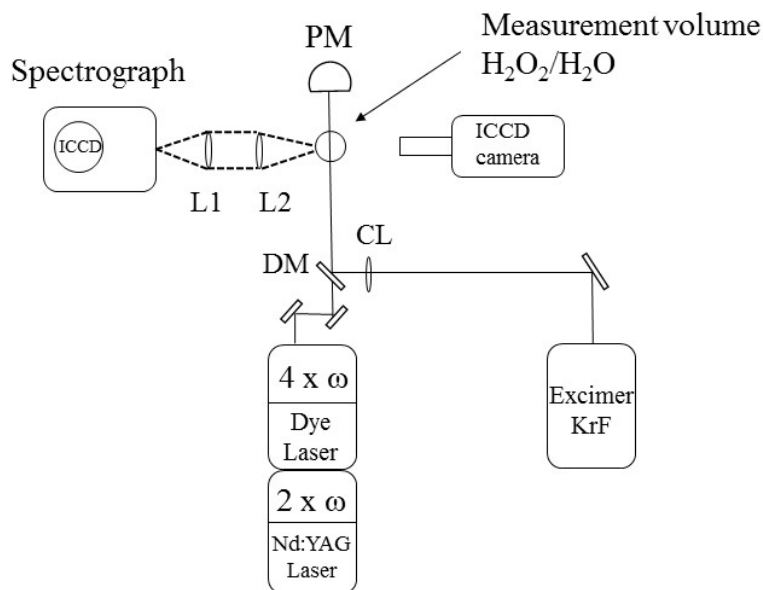 PM
Measurement volume
H₂O₂/H₂O
Spectrograph
ICCD
ICCD
camera
L1
L2
CL
DM
4 x ω
Dye
Laser
Excimer
KrF
2 x ω
Nd:YAG
Laser